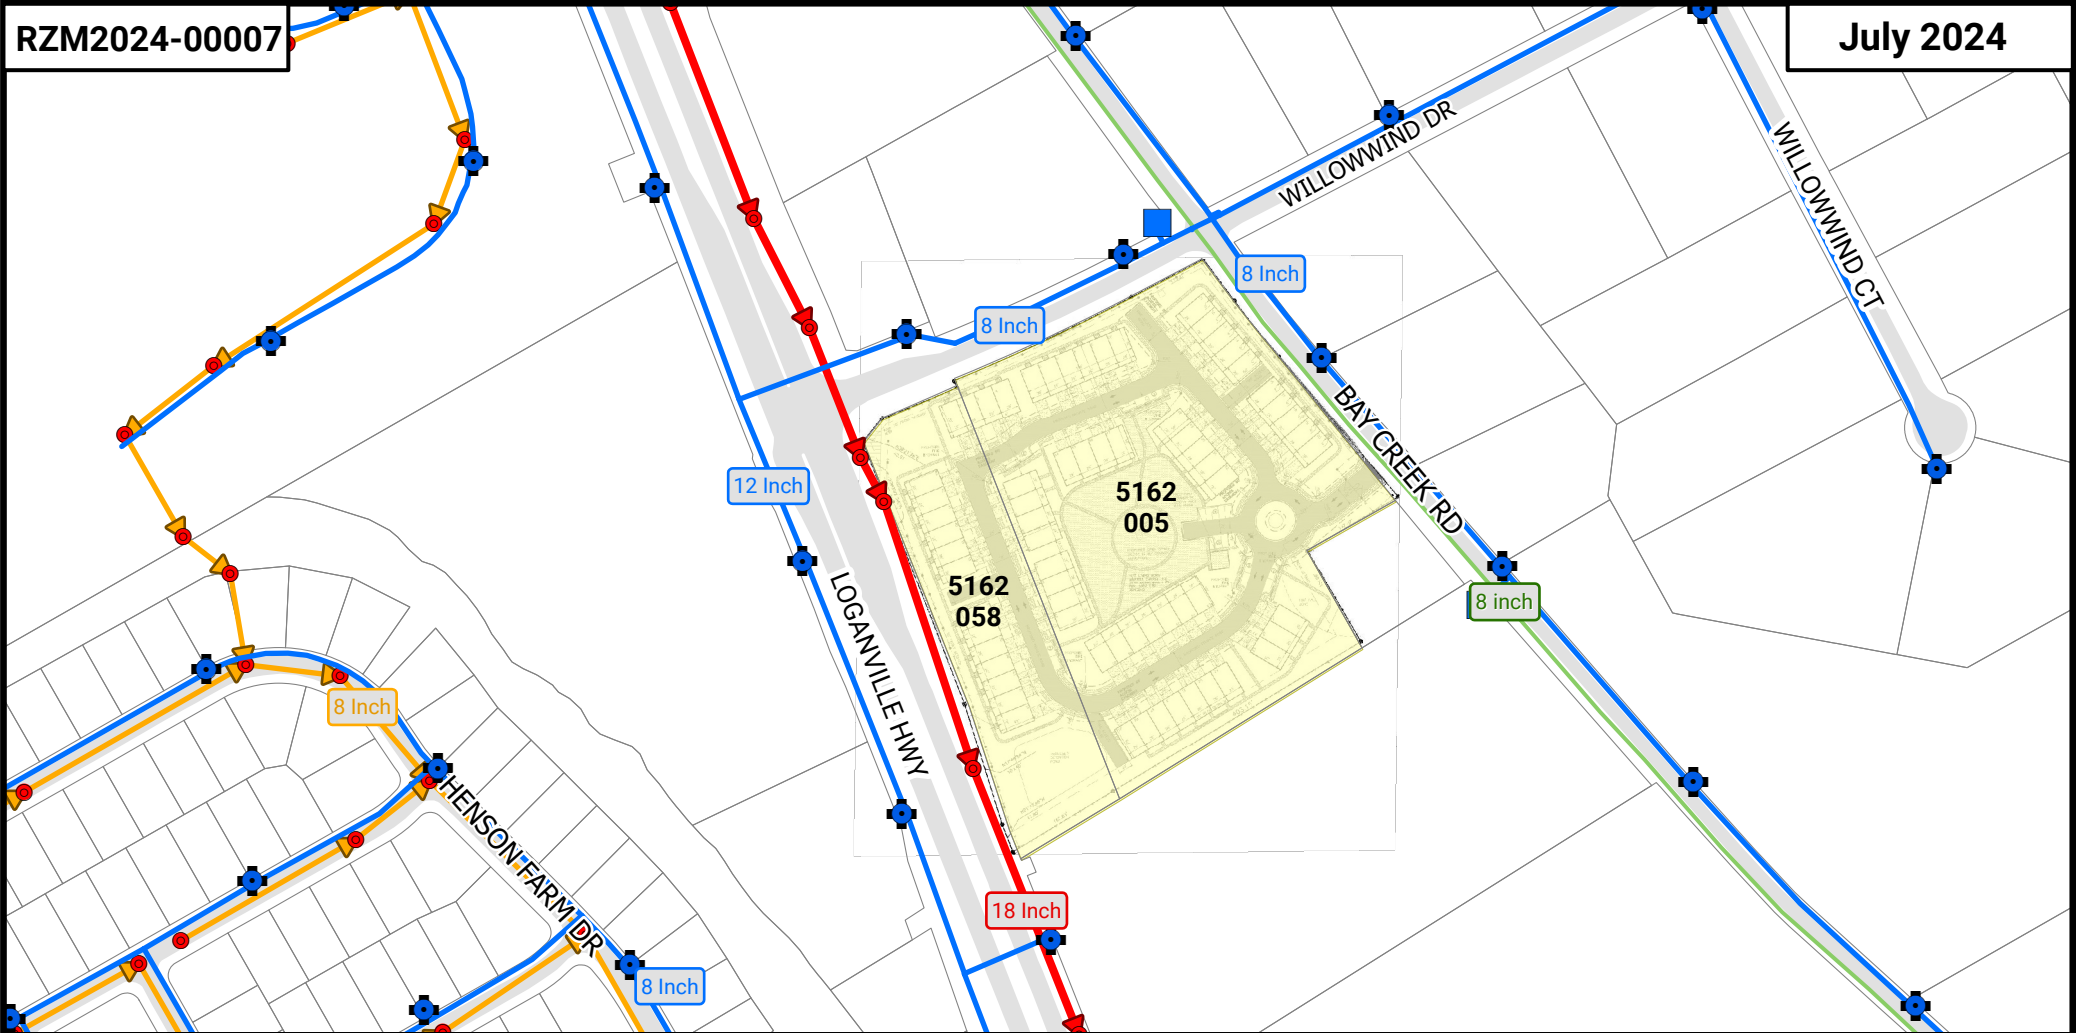 RZM2024-00007
July 2024
WILLOWWIND DR
WILLOWWIND CT
8 Inch
8 Inch
BAY CREEK RD
12 Inch
5162
005
5162
058
LOGANVILLE HWY
8 inch
8 Inch
HENSON FARM DR
18 Inch
8 Inch